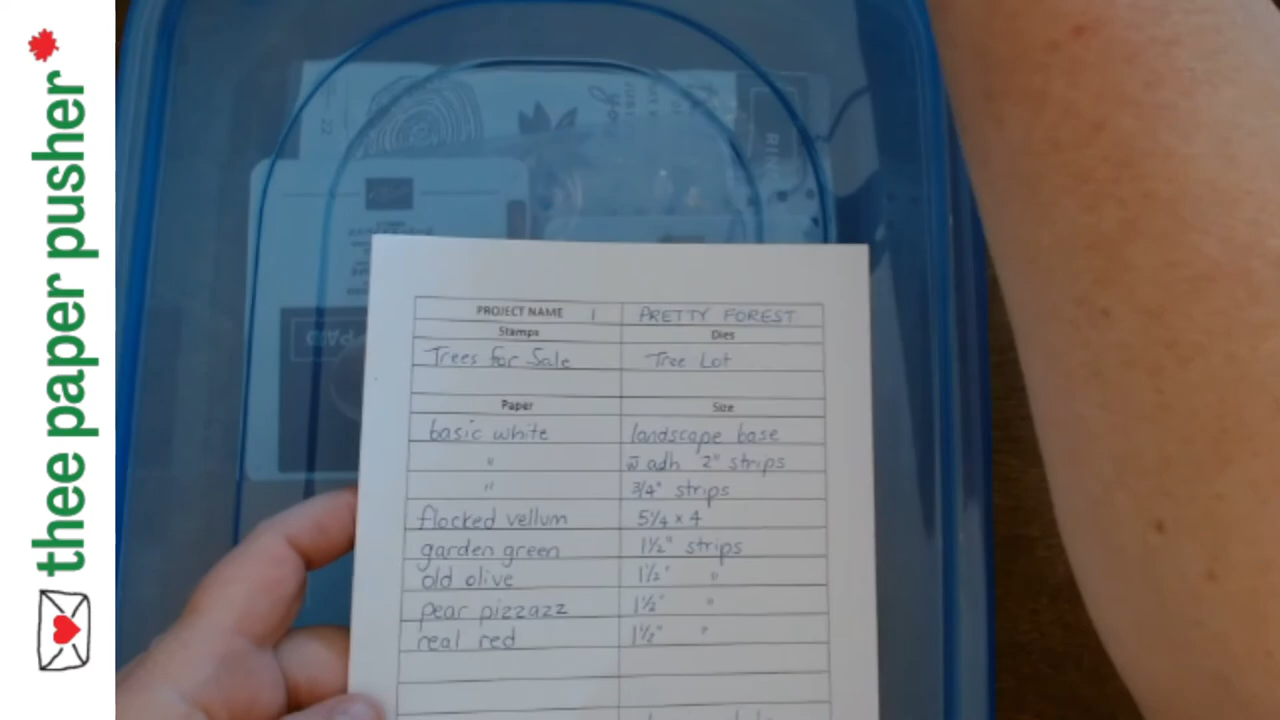 thee paper pusher
PROJECT NAME 1 PRETTY FOREST
Stamps Dies
Trees for Sale Tree Lot
Paper Size
basic white landscape base
" adh 2" strips
" 3/4" strips
flocked vellum 5 1/4 x 4
garden green 1 1/2" strips
old olive 1 1/2" "
pear pizzazz 1 1/2" "
real red 1 1/2" "